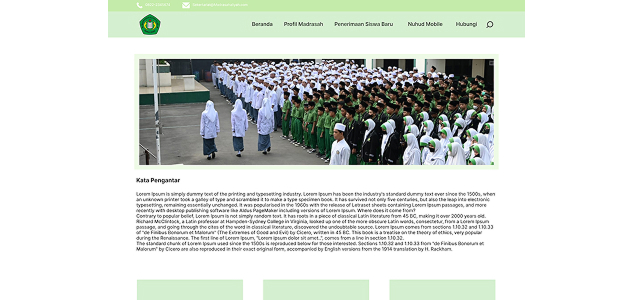 Beranda
Profil Madrasah
Penerimaan Siswa Baru
Nuhud Mobile
Hubungi
Kata Pengantar
Lorem Ipsum is simply dummy text of the printing and typesetting industry. Lorem Ipsum has been the industry's standard dummy text ever since the 1500s, when
an unknown printer took a galley of type and scrambled it to make a type specimen book. It has survived not only five centuries, but also the leap into electronic
typesetting, remaining essentially unchanged. It was popularised in the 1960s with the release of Letraset sheets containing Lorem Ipsum passages, and more
recently with desktop publishing software like Aldus PageMaker including versions of Lorem Ipsum. Where does it come from?
Contrary to popular belief, Lorem Ipsum is not simply random text. It has roots in a piece of classical Latin literature from 45 BC, making it over 2000 years old.
Richard McClintock, a Latin professor at Hampden-Sydney College in Virginia, looked up one of the more obscure Latin words, consectetur, from a Lorem Ipsum
passage, and going through the cites of the word in classical literature, discovered the undoubtable source. Lorem Ipsum comes from sections 1.10.32 and 1.10.33
of "de Finibus Bonorum et Malorum" (The Extremes of Good and Evil) by Cicero, written in 45 BC. This book is a treatise on the theory of ethics, very popular
during the Renaissance. The first line of Lorem Ipsum, "Lorem ipsum dolor sit amet..", comes from a line in section 1.10.32.
The standard chunk of Lorem Ipsum used since the 1500s is reproduced below for those interested. Sections 1.10.32 and 1.10.33 from "de Finibus Bonorum et
Malorum" by Cicero are also reproduced in their exact original form, accompanied by English versions from the 1914 translation by H. Rackham.